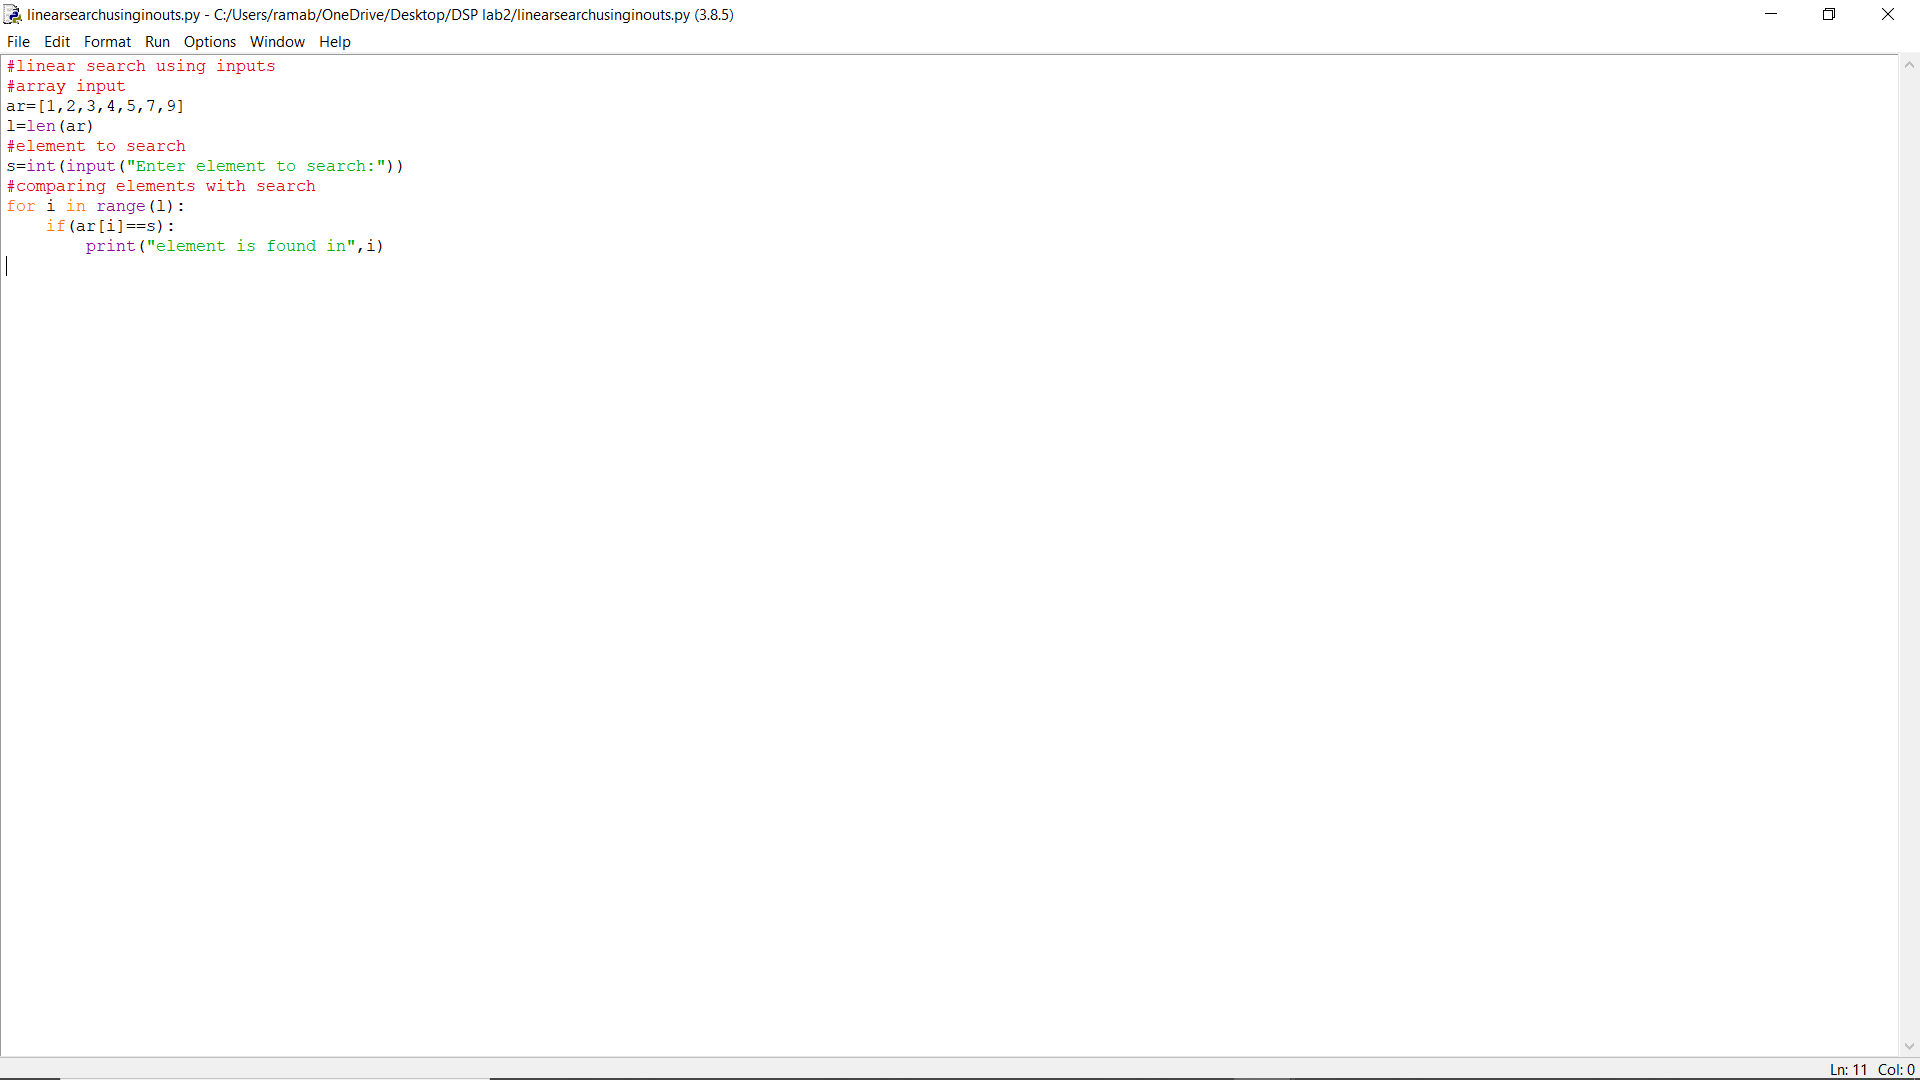 linearsearchusinginouts.py - C:/Users/ramab/OneDrive/Desktop/DSP lab2/linearsearchusinginouts.py (3.8.5)
File Edit Format Run Options Window Help
#linear search using inputs
#array input
ar=[1,2,3,4,5,7,9]
l=len(ar)
#element to search
s=int(input("Enter element to search:"))
#comparing elements with search
for i in range(l):
    if(ar[i]==s):
        print("element is found in",i)
Ln: 11 Col: 0